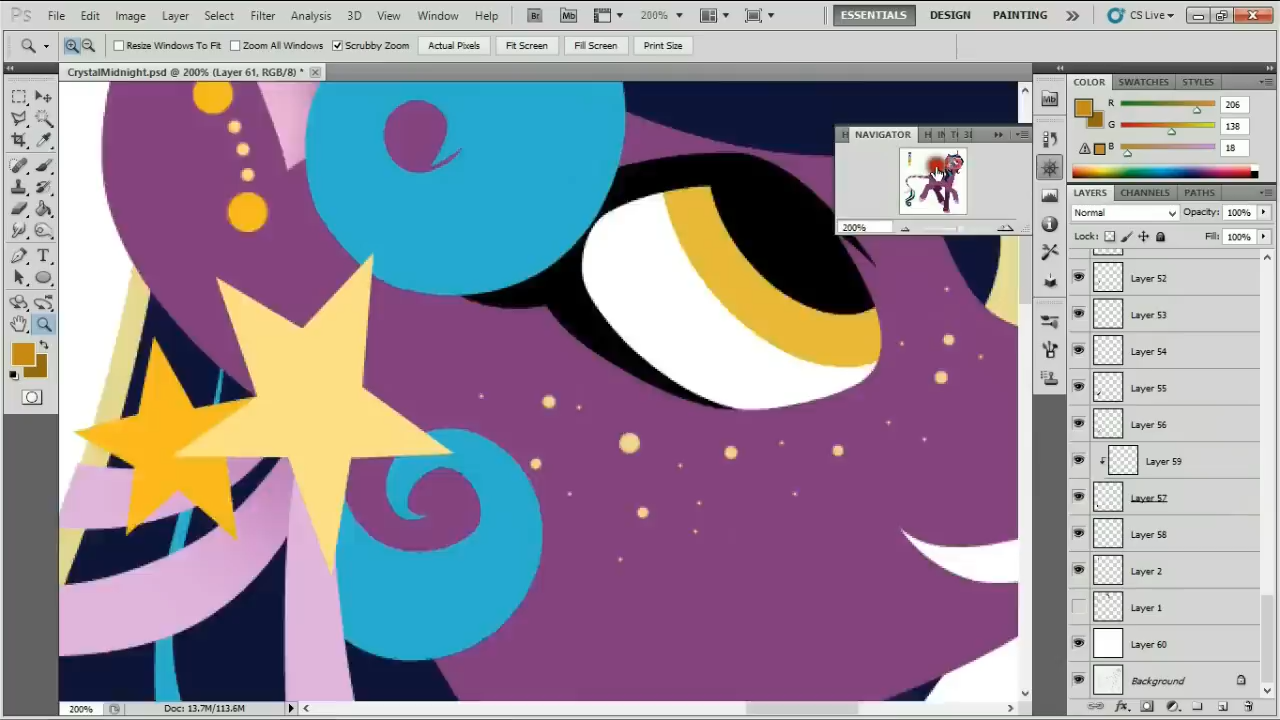 Ps File Edit Image Layer Select Filter Analysis 3D View Window Help Br Mb 200% ESSENTIALS DESIGN PAINTING CS Live
Resize Windows To Fit Zoom All Windows Scrubby Zoom Actual Pixels Fit Screen Fill Screen Print Size
CrystalMidnight.psd @ 200% (Layer 61, RGB/8) *
COLOR SWATCHES STYLES
Mb
R 206
G 138
B 18
NAVIGATOR
200%
LAYERS CHANNELS PATHS
Normal Opacity: 100%
Lock: Fill: 100%
Layer 52
Layer 53
Layer 54
Layer 55
Layer 56
Layer 59
Layer 57
Layer 58
Layer 2
Layer 1
Layer 60
Background
200% Doc: 13.7M/113.6M